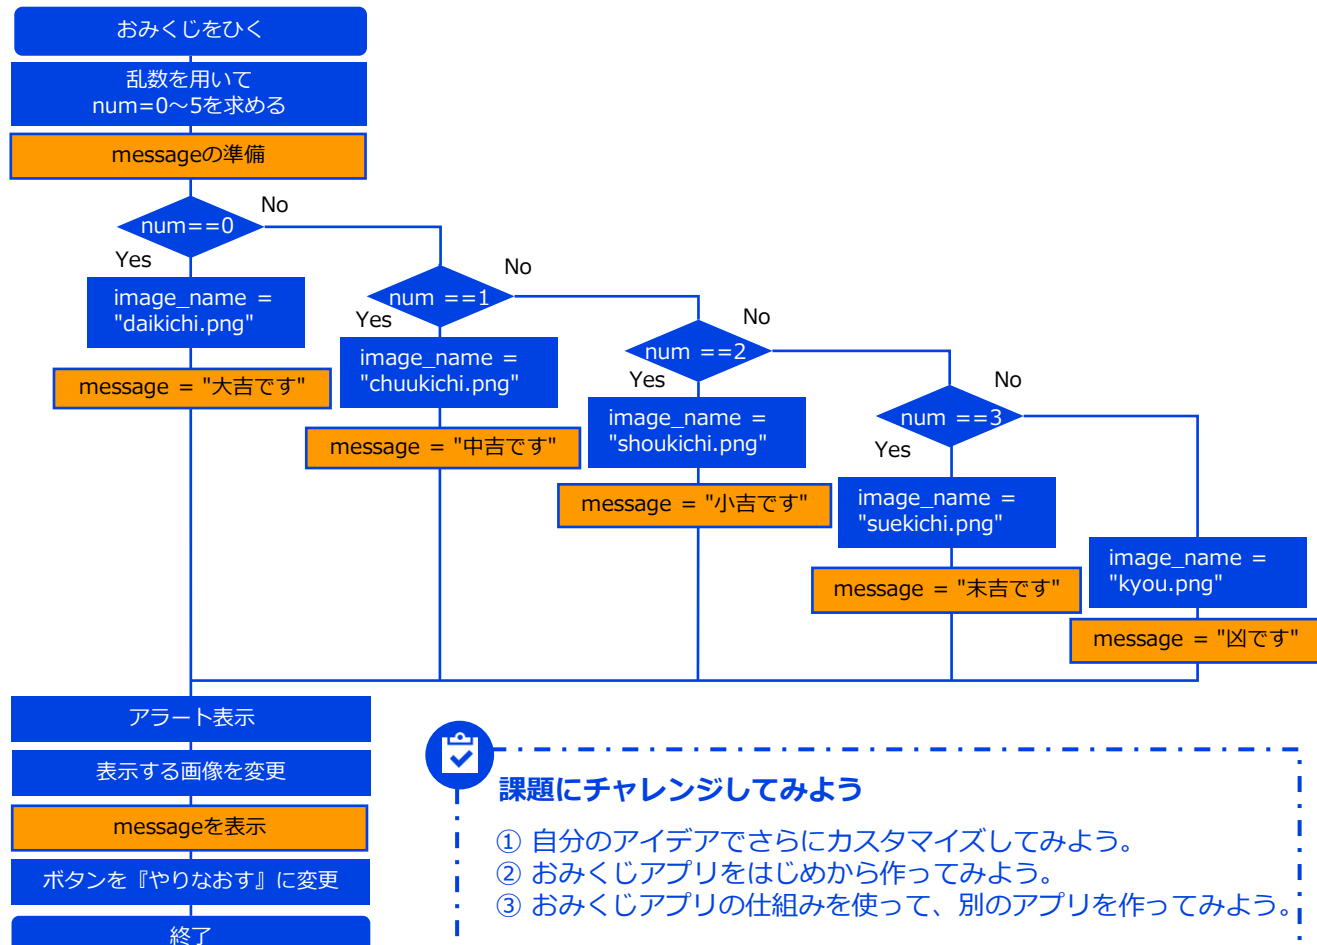 おみくじをひく
乱数を用いて
num=0～5を求める
messageの準備
num==0
No
Yes
image_name =
"daikichi.png"
message = "大吉です"
num ==1
No
Yes
image_name =
"chuukichi.png"
message = "中吉です"
num ==2
No
Yes
image_name =
"shoukichi.png"
message = "小吉です"
num ==3
No
Yes
image_name =
"suekichi.png"
message = "末吉です"
image_name =
"kyou.png"
message = "凶です"
アラート表示
表示する画像を変更
messageを表示
ボタンを『やりなおす』に変更
終了
課題にチャレンジしてみよう
① 自分のアイデアでさらにカスタマイズしてみよう。
② おみくじアプリをはじめから作ってみよう。
③ おみくじアプリの仕組みを使って、別のアプリを作ってみよう。